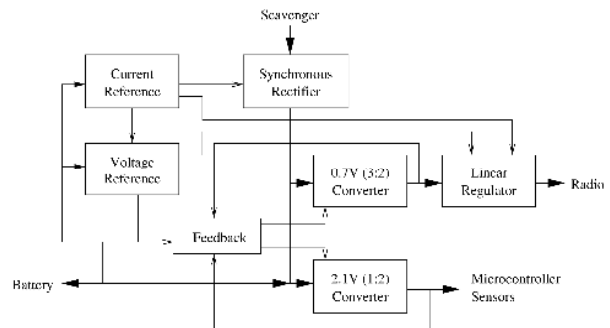 Scavenger
Current
Reference
Synchronous
Rectifier
Voltage
Reference
0.7V (3:2)
Converter
Linear
Regulator
Radio
Feedback
Battery
2.1V (1:2)
Converter
Microcontroller
Sensors